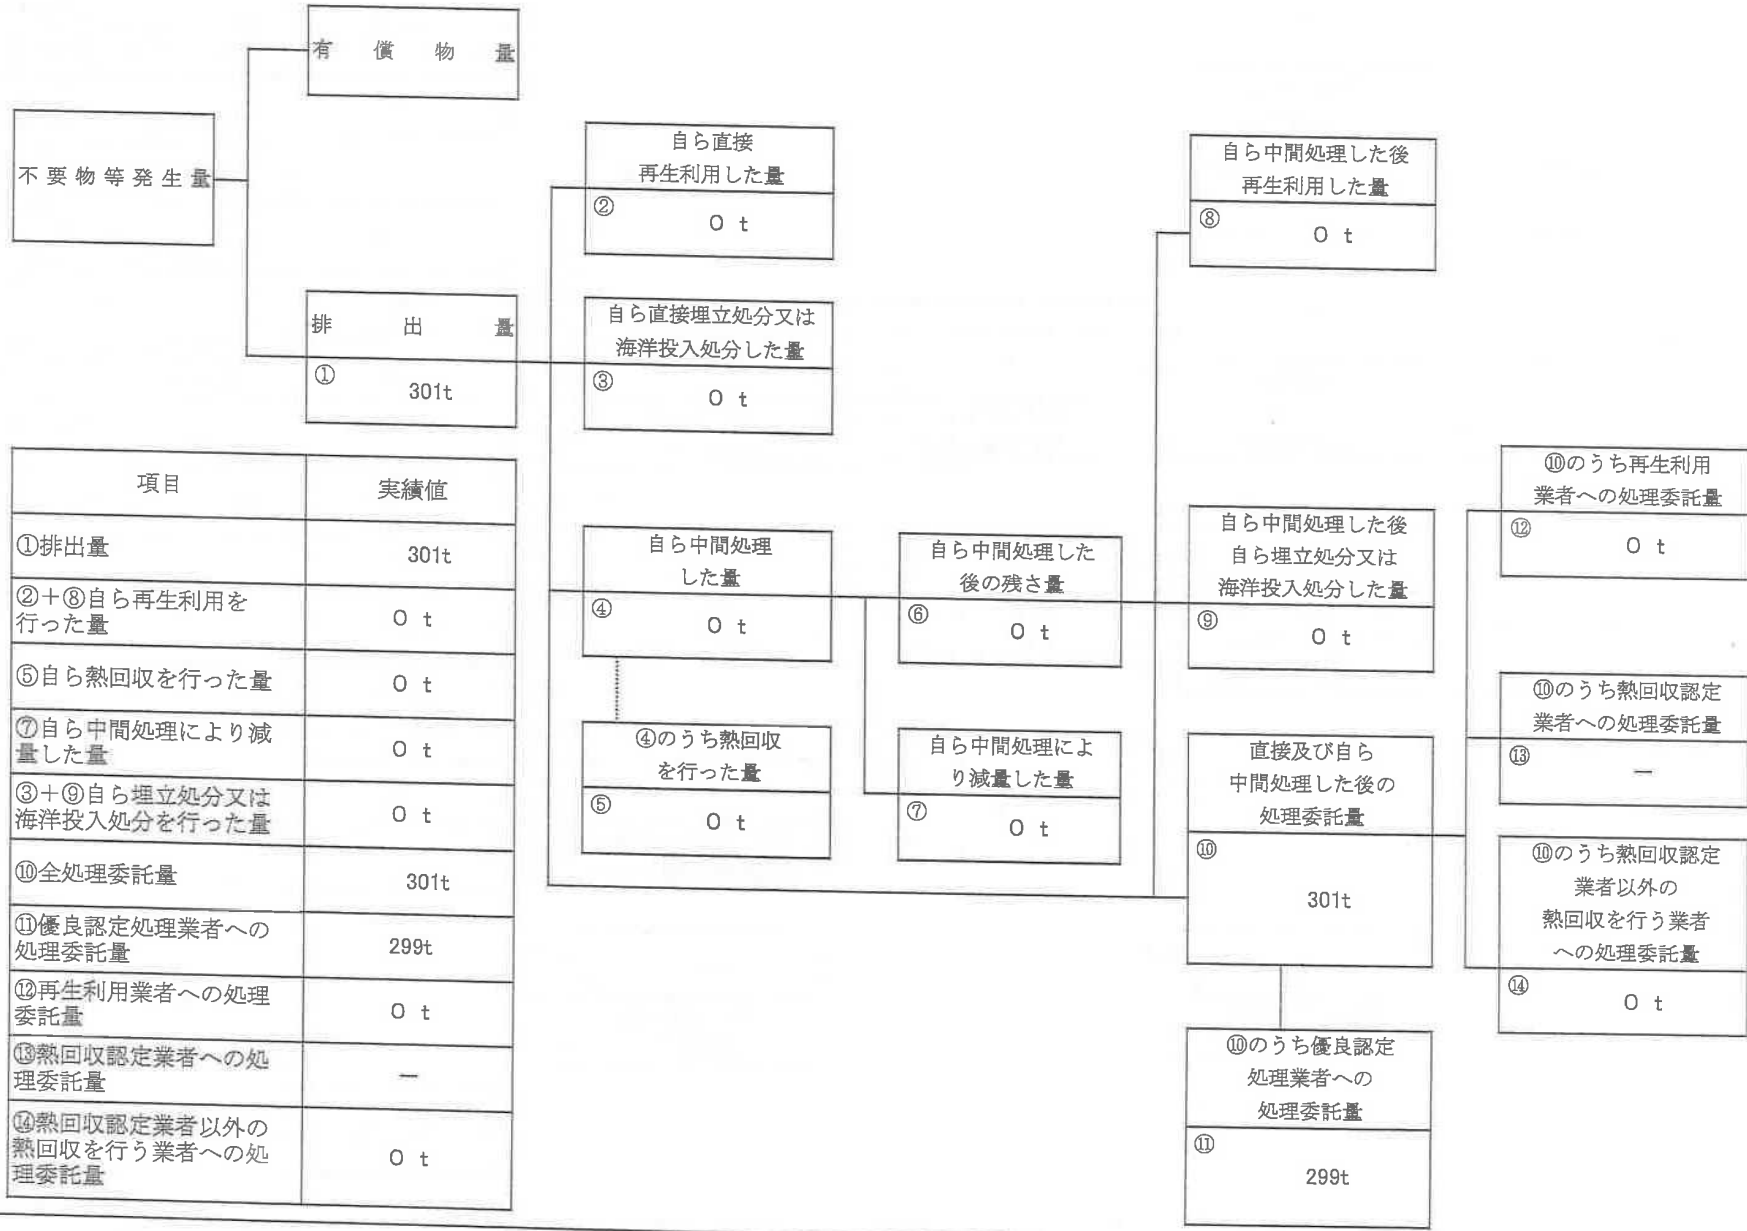 有償物量
不要物等発生量
自ら直接
再生利用した量
②
0 t
自ら中間処理した後
再生利用した量
⑧
0 t
排出量
①
301t
自ら直接埋立処分又は
海洋投入処分した量
③
0 t
項目
実績値
①排出量
301t
②+⑧自ら再生利用を
行った量
0 t
⑤自ら熱回収を行った量
0 t
⑦自ら中間処理により減
量した量
0 t
③+⑨自ら埋立処分又は
海洋投入処分を行った量
0 t
⑩全処理委託量
301t
⑪優良認定処理業者への
処理委託量
299t
⑫再生利用業者への処理
委託量
0 t
⑬熱回収認定業者への処
理委託量
ー
⑭熱回収認定業者以外の
熱回収を行う業者への処
理委託量
0 t
自ら中間処理
した量
④
0 t
④のうち熱回収
を行った量
⑤
0 t
自ら中間処理した
後の残さ量
⑥
0 t
自ら中間処理によ
り減量した量
⑦
0 t
自ら中間処理した後
自ら埋立処分又は
海洋投入処分した量
⑨
0 t
直接及び自ら
中間処理した後の
処理委託量
⑩
301t
⑩のうち優良認定
処理業者への
処理委託量
⑪
299t
⑩のうち再生利用
業者への処理委託量
⑫
0 t
⑩のうち熱回収認定
業者への処理委託量
⑬
ー
⑩のうち熱回収認定
業者以外の
熱回収を行う業者
への処理委託量
⑭
0 t